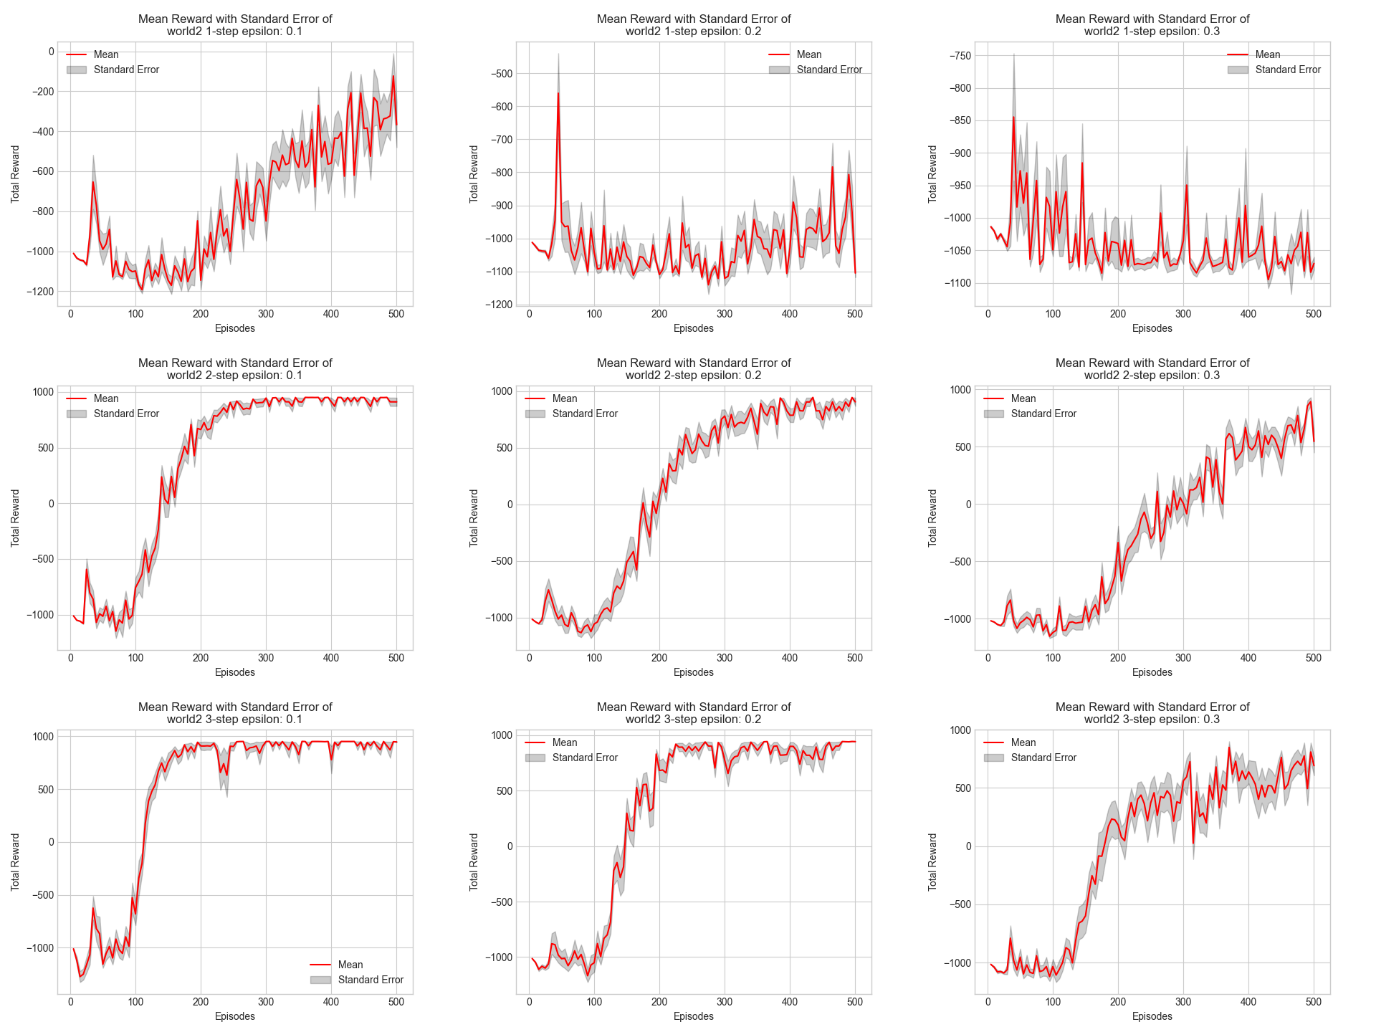 Mean Reward with Standard Error of
world2 1-step epsilon: 0.1
Mean
Standard Error
0
−200
−400
−600
−800
−1000
−1200
Total Reward
0
100
200
300
400
500
Episodes
Mean Reward with Standard Error of
world2 1-step epsilon: 0.2
Mean
Standard Error
−500
−600
−700
−800
−900
−1000
−1100
−1200
Total Reward
0
100
200
300
400
500
Episodes
Mean Reward with Standard Error of
world2 1-step epsilon: 0.3
Mean
Standard Error
−750
−800
−850
−900
−950
−1000
−1050
−1100
Total Reward
0
100
200
300
400
500
Episodes
Mean Reward with Standard Error of
world2 2-step epsilon: 0.1
Mean
Standard Error
1000
500
0
−500
−1000
Total Reward
0
100
200
300
400
500
Episodes
Mean Reward with Standard Error of
world2 2-step epsilon: 0.2
Mean
Standard Error
1000
500
0
−500
−1000
Total Reward
0
100
200
300
400
500
Episodes
Mean Reward with Standard Error of
world2 2-step epsilon: 0.3
Mean
Standard Error
1000
500
0
−500
−1000
Total Reward
0
100
200
300
400
500
Episodes
Mean Reward with Standard Error of
world2 3-step epsilon: 0.1
Mean
Standard Error
1000
500
0
−500
−1000
Total Reward
0
100
200
300
400
500
Episodes
Mean Reward with Standard Error of
world2 3-step epsilon: 0.2
Mean
Standard Error
1000
500
0
−500
−1000
Total Reward
0
100
200
300
400
500
Episodes
Mean Reward with Standard Error of
world2 3-step epsilon: 0.3
Mean
Standard Error
1000
500
0
−500
−1000
Total Reward
0
100
200
300
400
500
Episodes